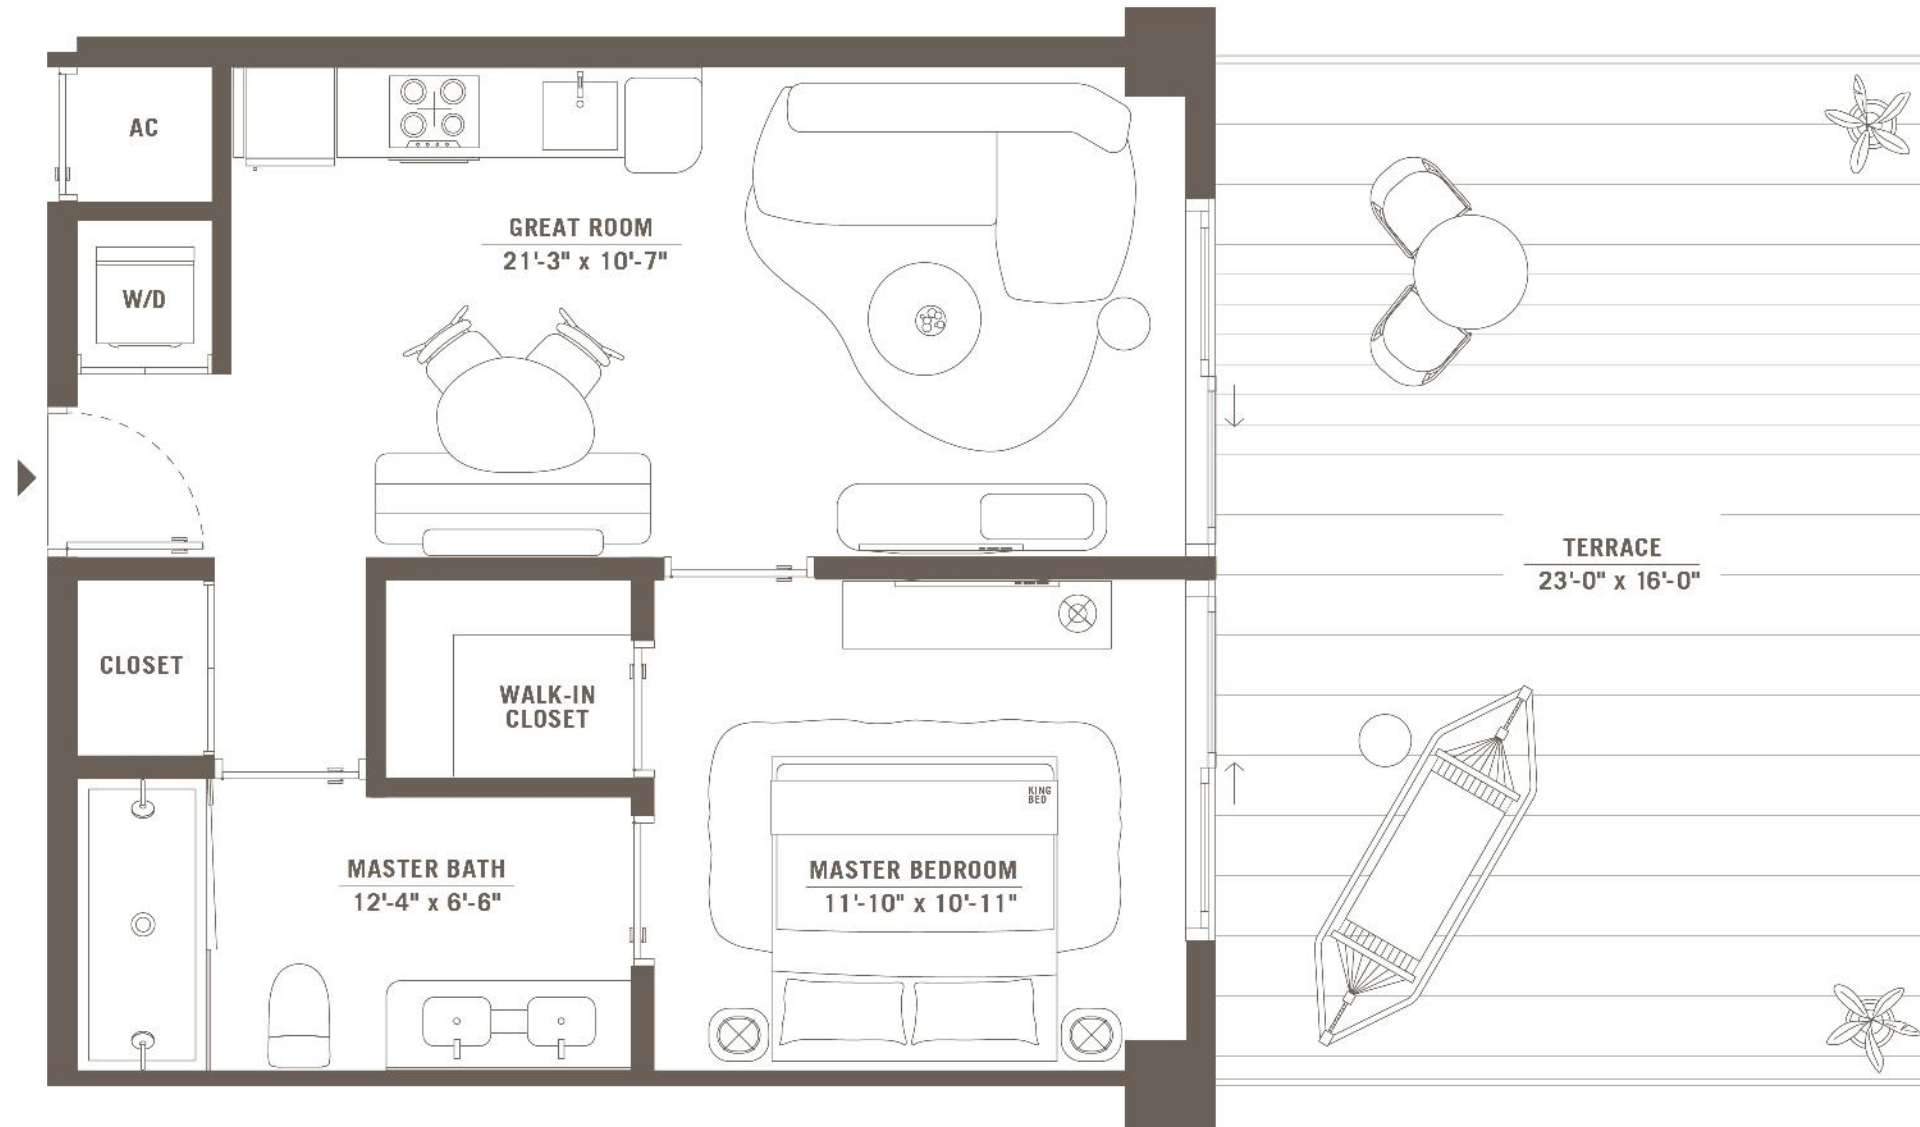 AC
W/D
GREAT ROOM
21'-3" x 10'-7"
TERRACE
23'-0" x 16'-0"
CLOSET
WALK-IN
CLOSET
KING
BED
MASTER BATH
12'-4" x 6'-6"
MASTER BEDROOM
11'-10" x 10'-11"